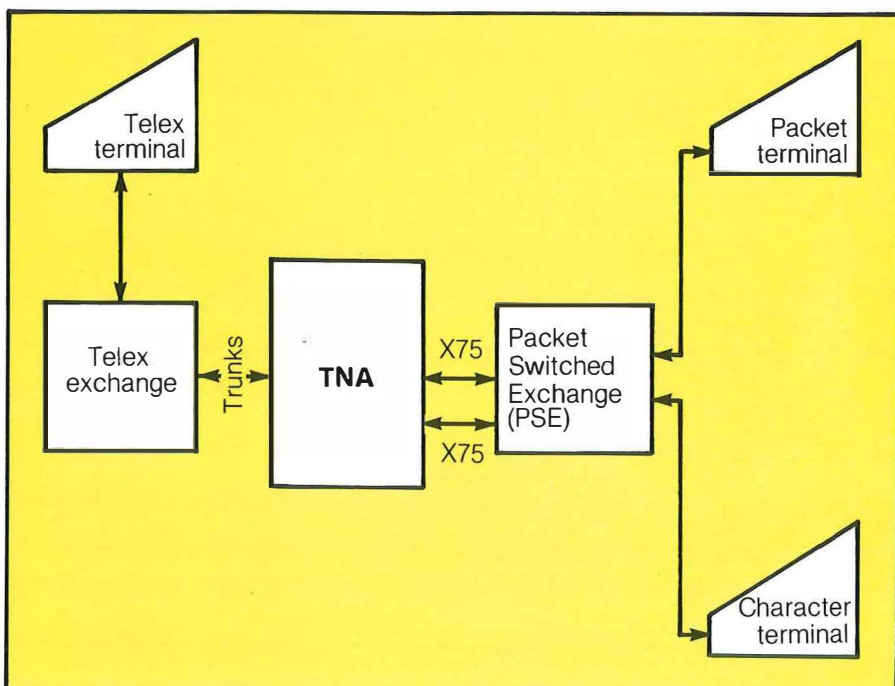 Telex
terminal
Packet
terminal
Telex
exchange
Trunks
TNA
X75
X75
Packet
Switched
Exchange
(PSE)
Character
terminal